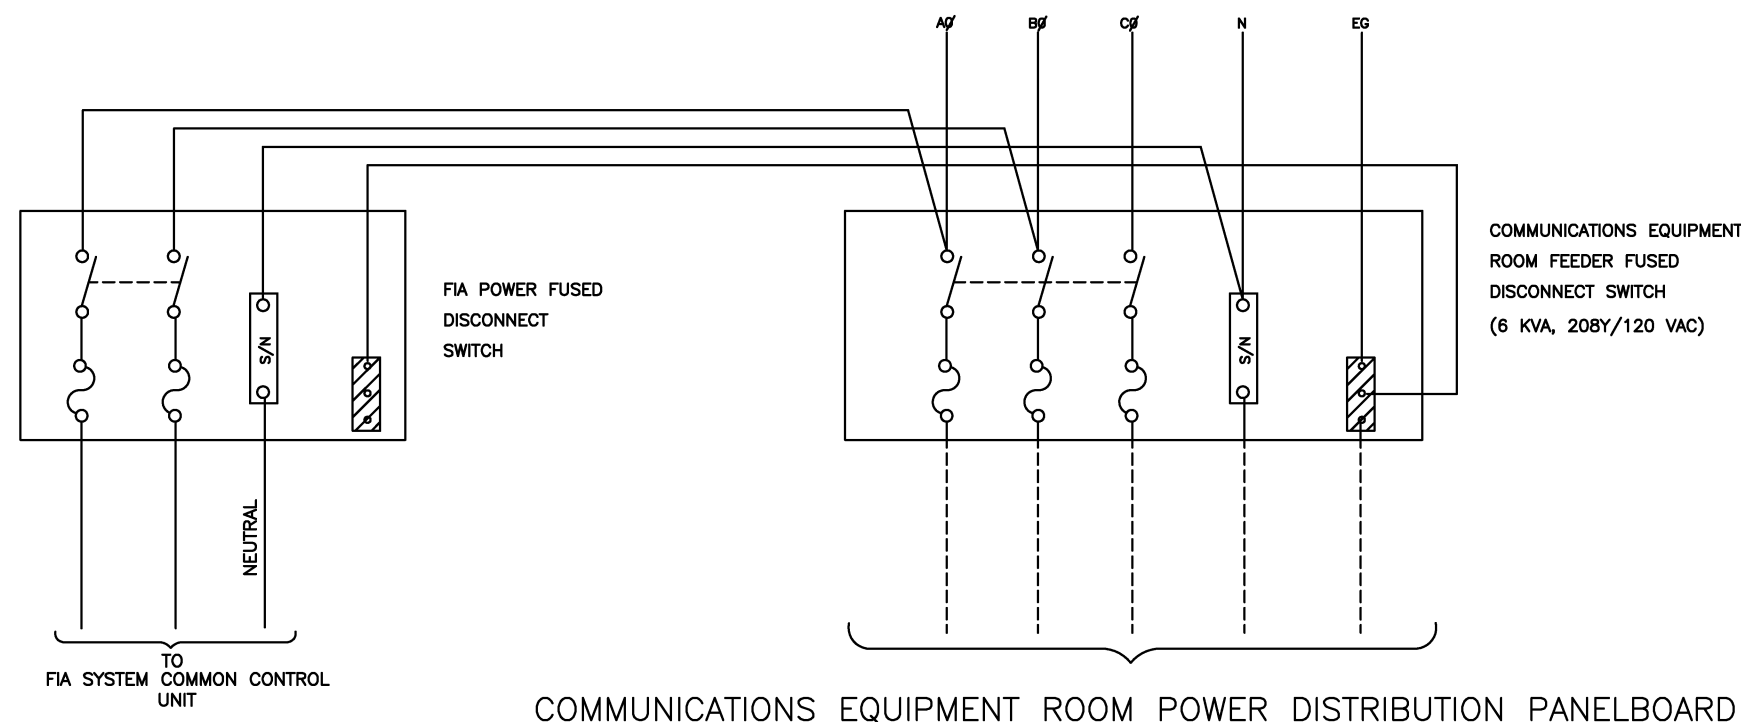 AØ BØ CØ N EG
COMMUNICATIONS EQUIPMENT
ROOM FEEDER FUSED
DISCONNECT SWITCH
(6 KVA, 208Y/120 VAC)
FIA POWER FUSED
DISCONNECT
SWITCH
S/N
S/N
NEUTRAL
TO
FIA SYSTEM COMMON CONTROL
UNIT
COMMUNICATIONS EQUIPMENT ROOM POWER DISTRIBUTION PANELBOARD